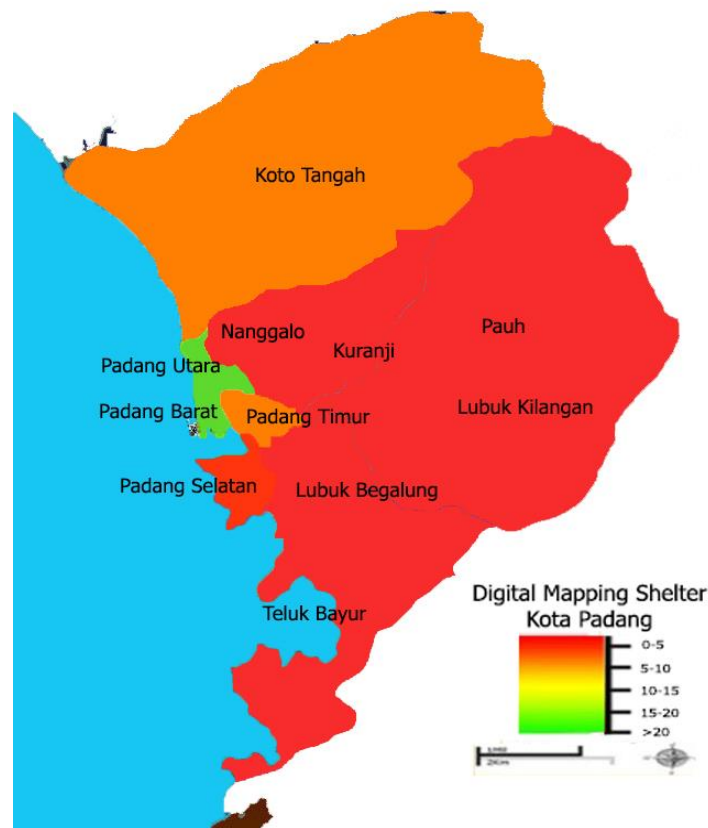 Koto Tangah
Nanggalo
Pauh
Kuranji
Padang Utara
Padang Barat
Padang Timur
Lubuk Kilangan
Padang Selatan
Lubuk Begalung
Teluk Bayur
Digital Mapping Shelter
Kota Padang
0-5
5-10
10-15
15-20
>20
2Km